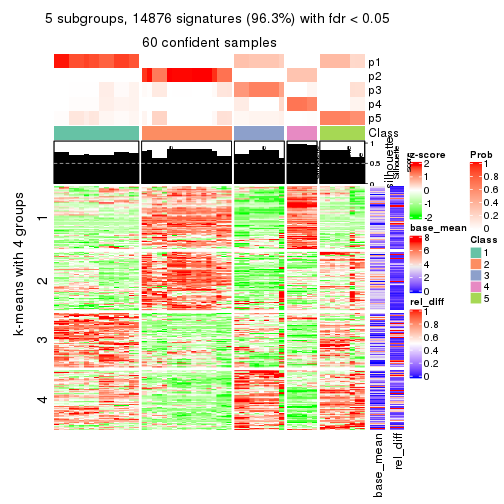 5 subgroups, 14876 signatures (96.3%) with fdr < 0.05
60 confident samples
p1
p2
p3
p4
p5
Class
1
0.5
0
silhouette
Silhouette
score
k-means with 4 groups
1
2
3
4
base_mean
rel_diff
z-score
2
1
0
-1
-2
base_mean
8
6
4
2
0
rel_diff
1
0.8
0.6
0.4
0.2
0
Prob
1
0.8
0.6
0.4
0.2
0
Class
1
2
3
4
5